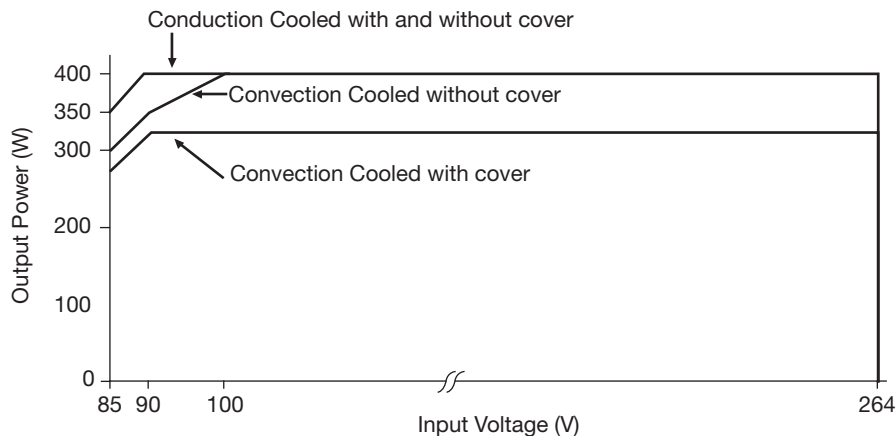 Conduction Cooled with and without cover
400
Convection Cooled without cover
350
300
Convection Cooled with cover
200
100
0
85 90 100 264
Input Voltage (V)
Output Power (W)